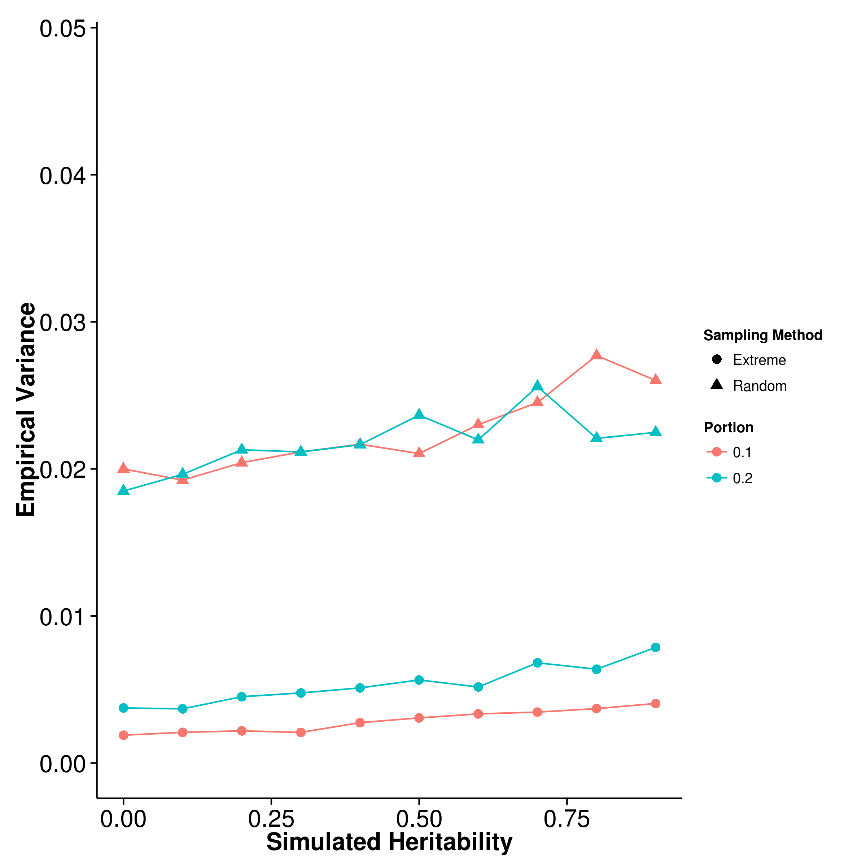 0.05
0.04
0.03
0.02
0.01
0.00
Empirical Variance
0.00 0.25 0.50 0.75
Simulated Heritability
Sampling Method
Extreme
Random
Portion
0.1
0.2